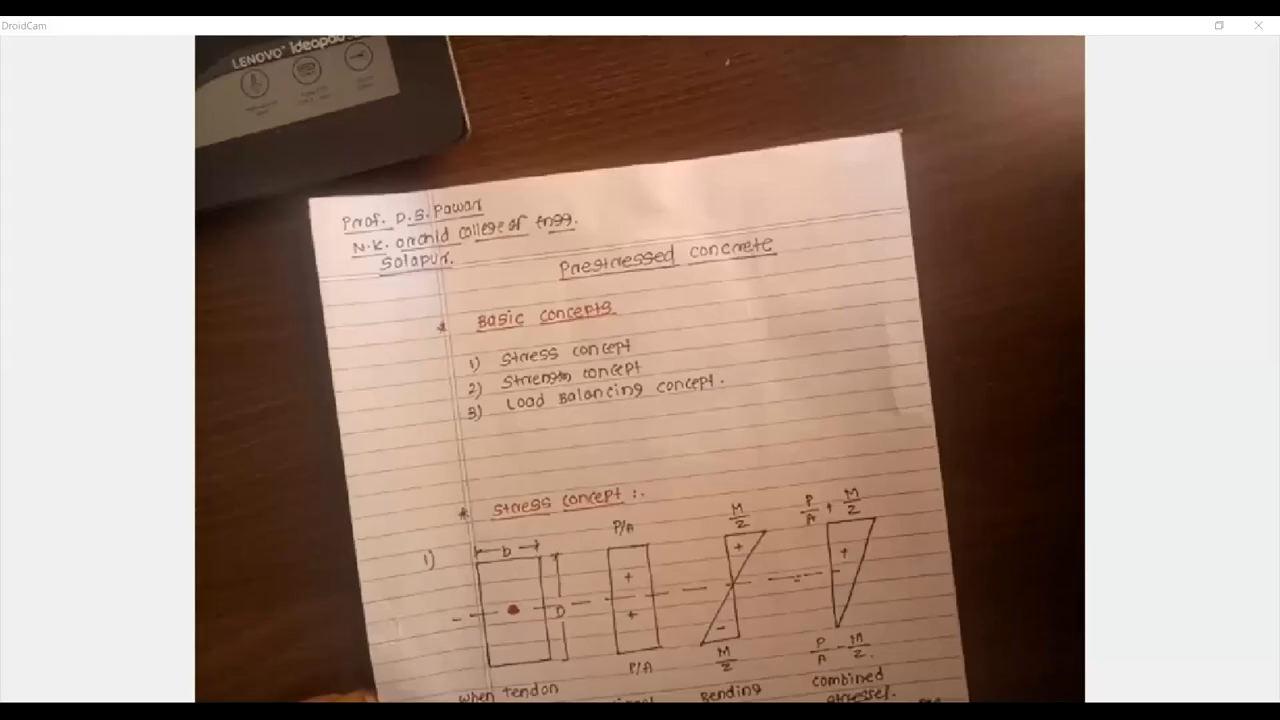 DroidCam
LENOVO™ ideapad
Prof. D.S. Pawar
N.K. orchid college of Engg.
Solapur.
Prestressed concrete
* Basic concepts
1) Stress concept
2) Strength concept
3) Load Balancing concept.
* Stress concept :.
1)
b
D
P/A
+
+
P/A
M/Z
+
-
M/Z
P/A + M/Z
+
P/A - M/Z
when tendon
Bending
combined
stresses.